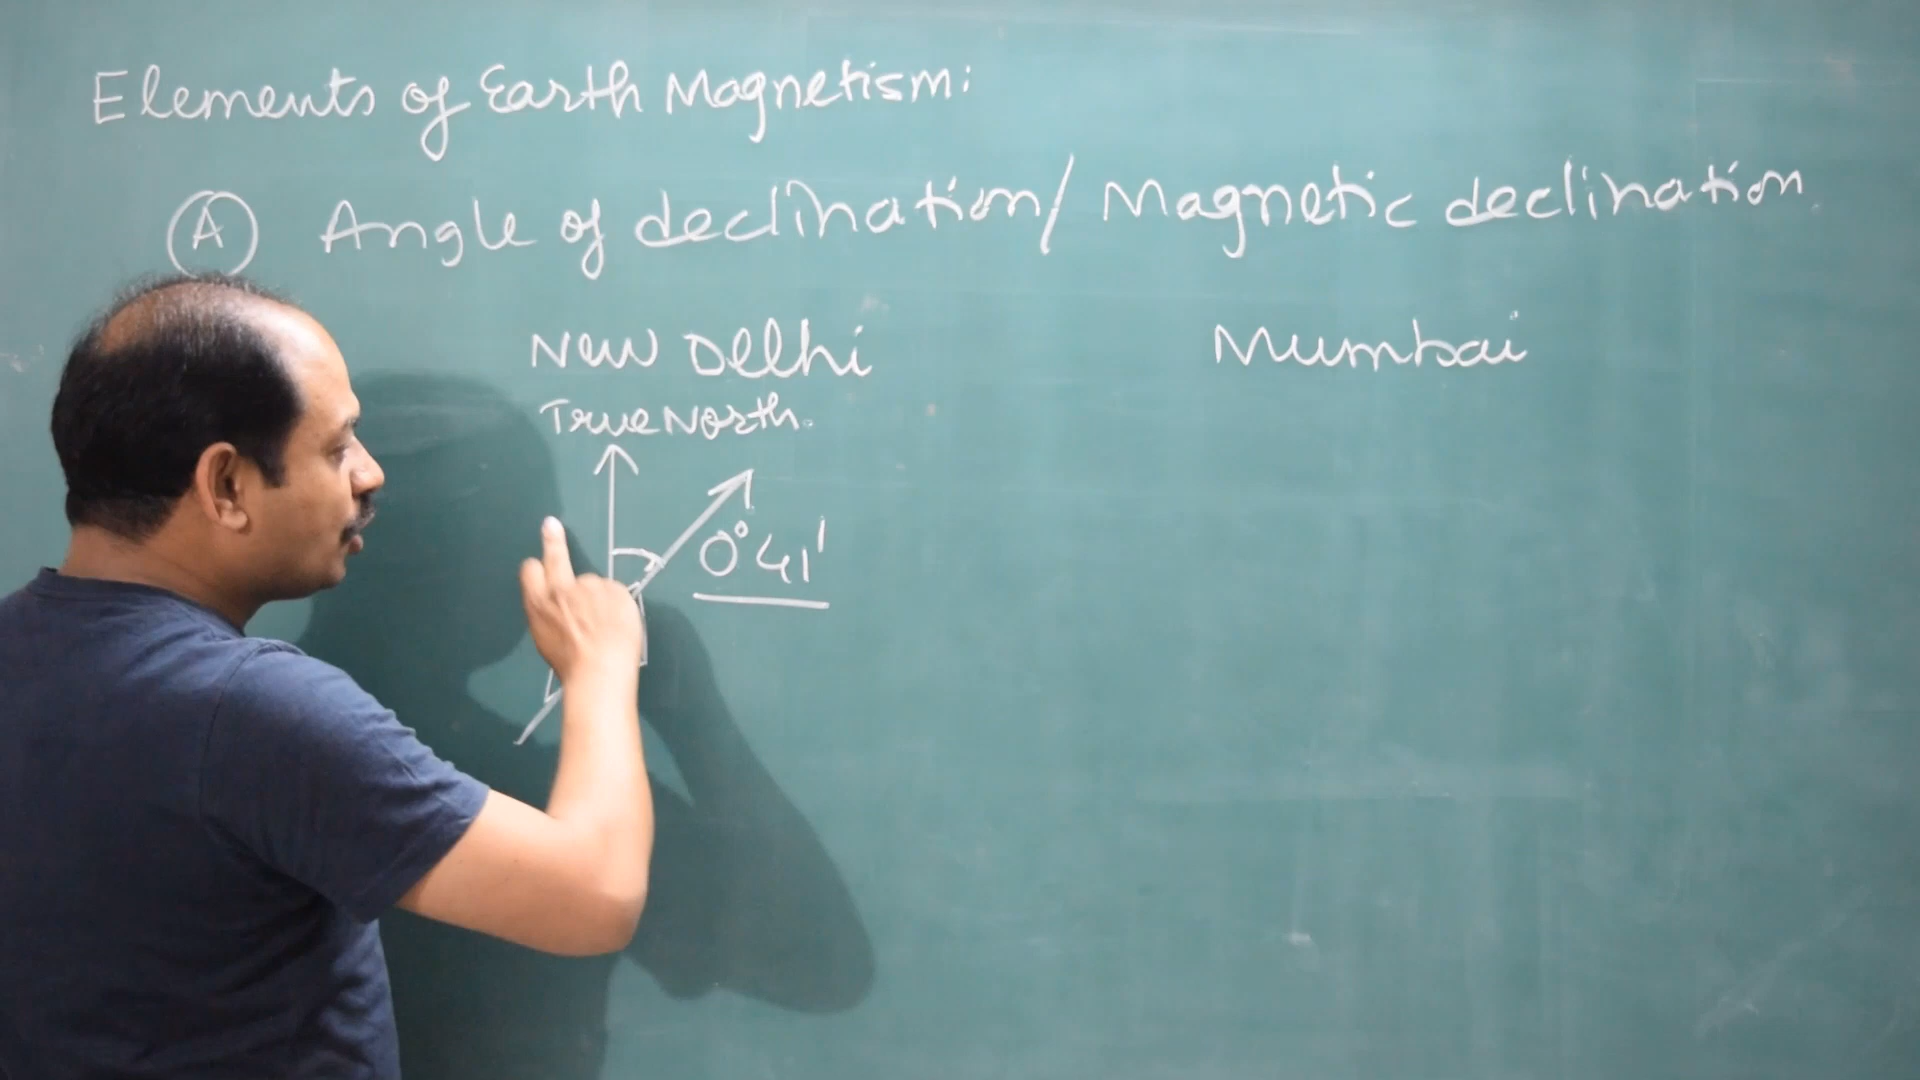 Elements of Earth Magnetism:
A Angle of declination/ Magnetic declination.
New Delhi
Mumbai
True North.
0°41'